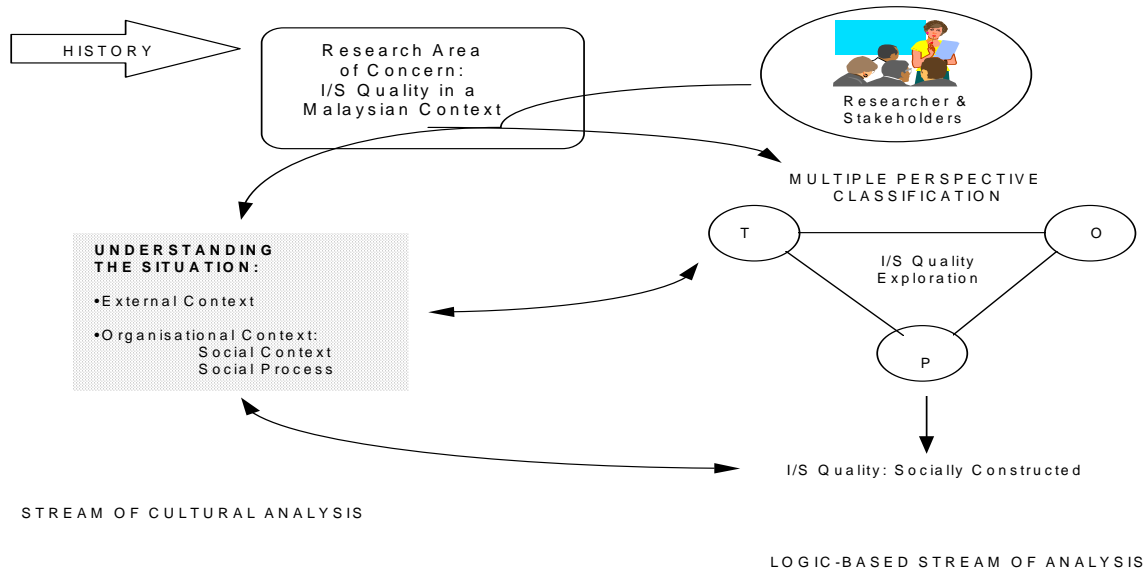 HISTORY
Research Area
of Concern:
I/S Quality in a
Malaysian Context
Researcher &
Stakeholders
MULTIPLE PERSPECTIVE
CLASSIFICATION
T
O
I/S Quality
Exploration
P
UNDERSTANDING
THE SITUATION:
•External Context
•Organisational Context:
Social Context
Social Process
I/S Quality: Socially Constructed
STREAM OF CULTURAL ANALYSIS
LOGIC-BASED STREAM OF ANALYSIS